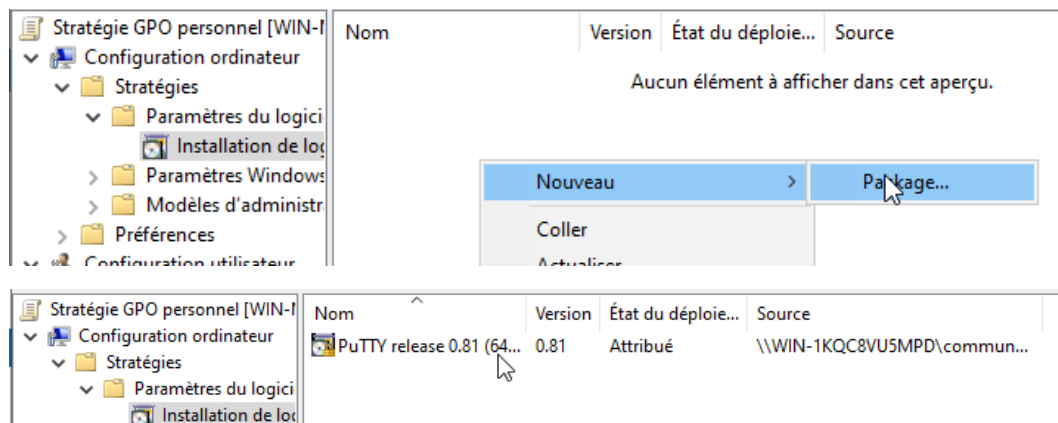 Stratégie GPO personnel [WIN-
Nom Version État du déploie... Source
Configuration ordinateur
Aucun élément à afficher dans cet aperçu.
Stratégies
Paramètres du logici
Installation de log
Paramètres Windows
Nouveau > Package...
Modèles d'administr
Préférences
Coller
Configuration utilisateur
Actualiser
Stratégie GPO personnel [WIN-
Nom Version État du déploie... Source
Configuration ordinateur
PuTTY release 0.81 (64... 0.81 Attribué \\WIN-1KQC8VU5MPD\commun...
Stratégies
Paramètres du logici
Installation de log